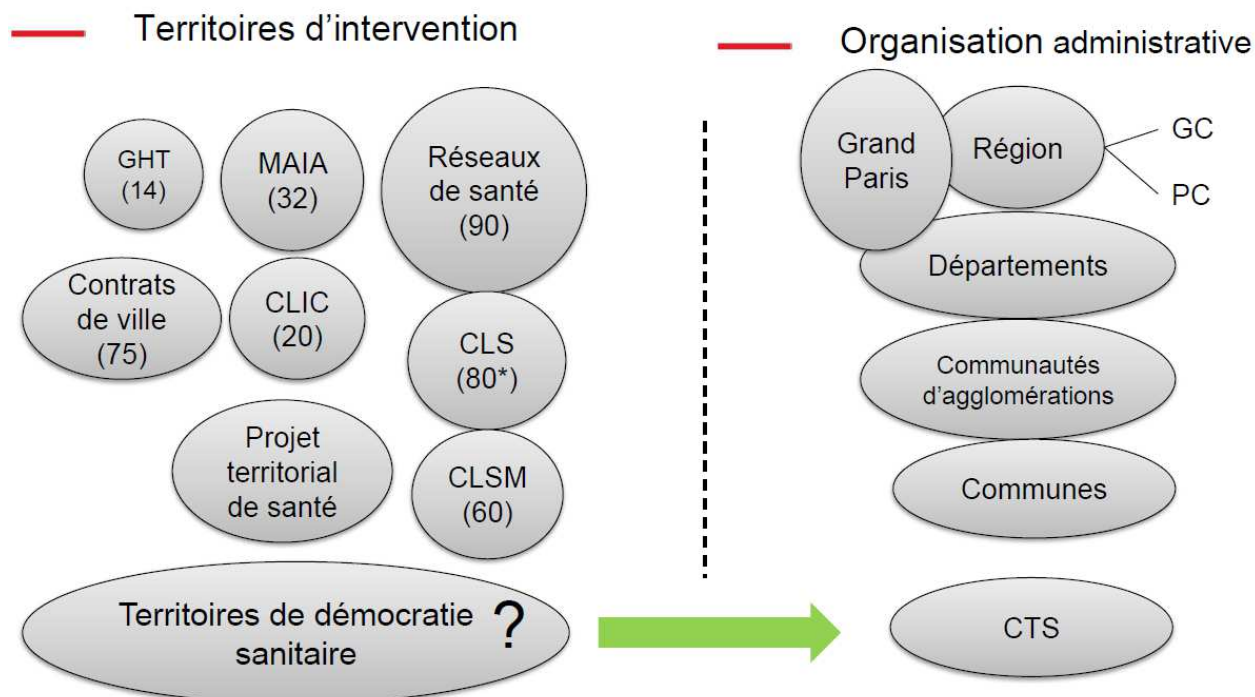 Territoires d’intervention
GHT
(14)
MAIA
(32)
Réseaux
de santé
(90)
Contrats
de ville
(75)
CLIC
(20)
CLS
(80*)
Projet
territorial
de santé
CLSM
(60)
Territoires de démocratie
sanitaire
?
Organisation administrative
Grand
Paris
Région
GC
PC
Départements
Communautés
d’agglomérations
Communes
CTS